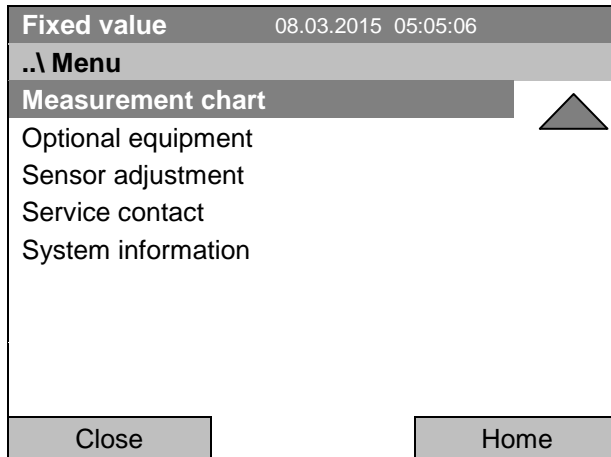 Fixed value 08.03.2015 05:05:06
..\ Menu
Measurement chart
Optional equipment
Sensor adjustment
Service contact
System information
Close Home